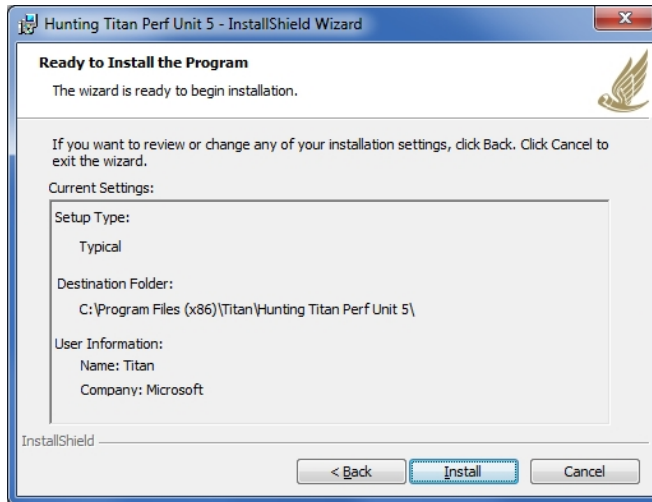 Hunting Titan Perf Unit 5 - InstallShield Wizard
Ready to Install the Program
The wizard is ready to begin installation.
If you want to review or change any of your installation settings, click Back. Click Cancel to
exit the wizard.
Current Settings:
Setup Type:
Typical
Destination Folder:
C:\Program Files (x86)\Titan\Hunting Titan Perf Unit 5\
User Information:
Name: Titan
Company: Microsoft
InstallShield
< Back
Install
Cancel